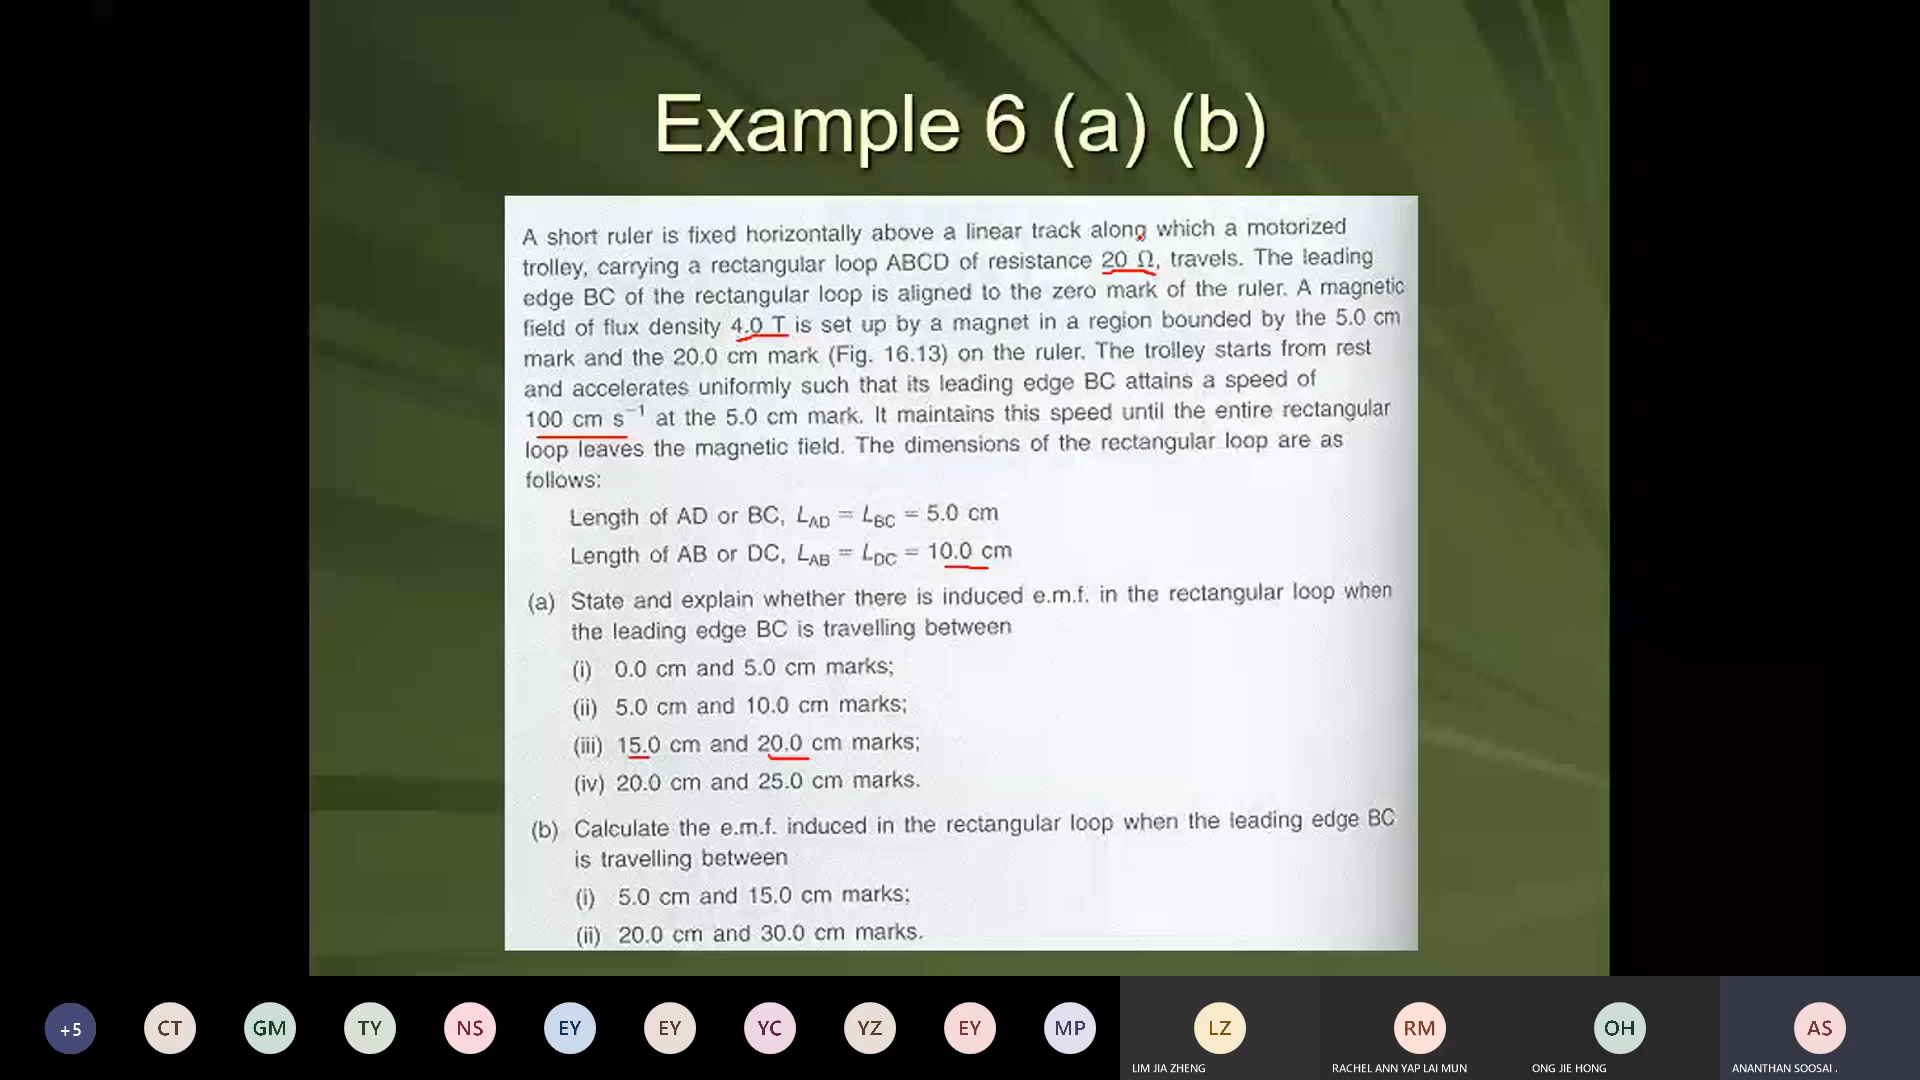 Example 6 (a) (b)
A short ruler is fixed horizontally above a linear track along which a motorized
trolley, carrying a rectangular loop ABCD of resistance 20 Ω, travels. The leading
edge BC of the rectangular loop is aligned to the zero mark of the ruler. A magnetic
field of flux density 4.0 T is set up by a magnet in a region bounded by the 5.0 cm
mark and the 20.0 cm mark (Fig. 16.13) on the ruler. The trolley starts from rest
and accelerates uniformly such that its leading edge BC attains a speed of
100 cm s⁻¹ at the 5.0 cm mark. It maintains this speed until the entire rectangular
loop leaves the magnetic field. The dimensions of the rectangular loop are as
follows:
Length of AD or BC, L_AD = L_BC = 5.0 cm
Length of AB or DC, L_AB = L_DC = 10.0 cm
(a) State and explain whether there is induced e.m.f. in the rectangular loop when
the leading edge BC is travelling between
(i) 0.0 cm and 5.0 cm marks;
(ii) 5.0 cm and 10.0 cm marks;
(iii) 15.0 cm and 20.0 cm marks;
(iv) 20.0 cm and 25.0 cm marks.
(b) Calculate the e.m.f. induced in the rectangular loop when the leading edge BC
is travelling between
(i) 5.0 cm and 15.0 cm marks;
(ii) 20.0 cm and 30.0 cm marks.
+5 CT GM TY NS EY EY YC YZ EY MP LZ RM OH AS
LIM JIA ZHENG RACHEL ANN YAP LAI MUN ONG JIE HONG ANANTHAN SOOSAI .